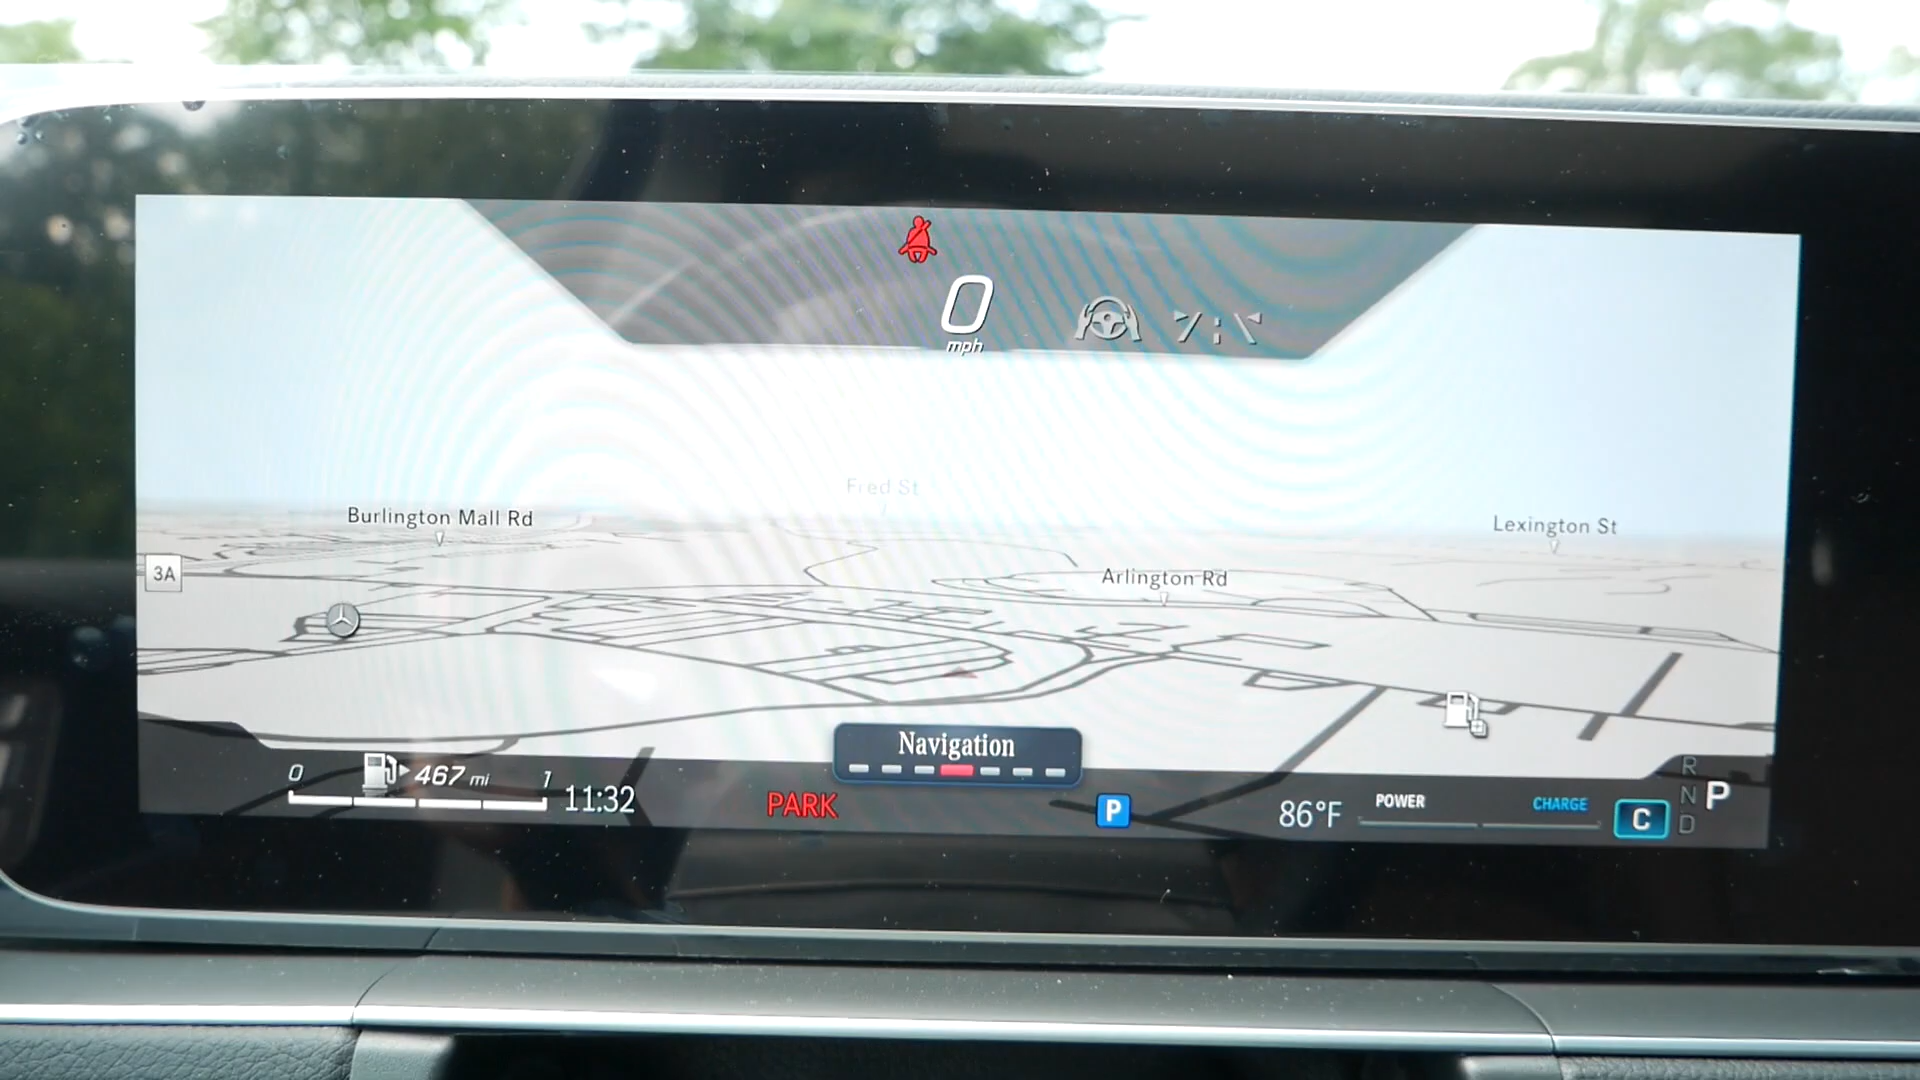 0
mph
Fred St
Burlington Mall Rd
Lexington St
3A
Arlington Rd
Navigation
0
467 mi
1
11:32
PARK
P
86°F
POWER
CHARGE
C
R
N
D
P